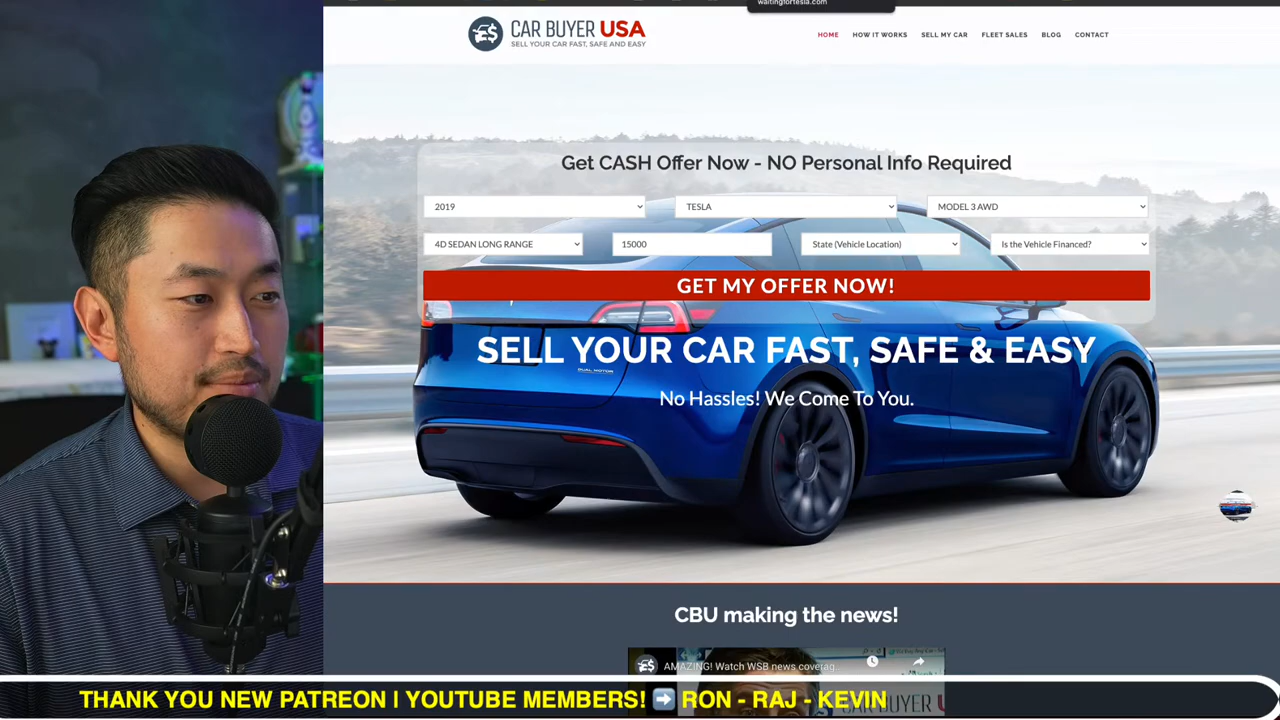 waitingfortesla.com
CAR BUYER USA
SELL YOUR CAR FAST, SAFE AND EASY
HOME HOW IT WORKS SELL MY CAR FLEET SALES BLOG CONTACT
Get CASH Offer Now - NO Personal Info Required
2019 TESLA MODEL 3 AWD
4D SEDAN LONG RANGE 15000 State (Vehicle Location) Is the Vehicle Financed?
GET MY OFFER NOW!
SELL YOUR CAR FAST, SAFE & EASY
DUAL MOTOR
No Hassles! We Come To You.
CBU making the news!
AMAZING! Watch WSB news coverag...
CAR BUYER U
THANK YOU NEW PATREON | YOUTUBE MEMBERS! ➡️ RON - RAJ - KEVIN